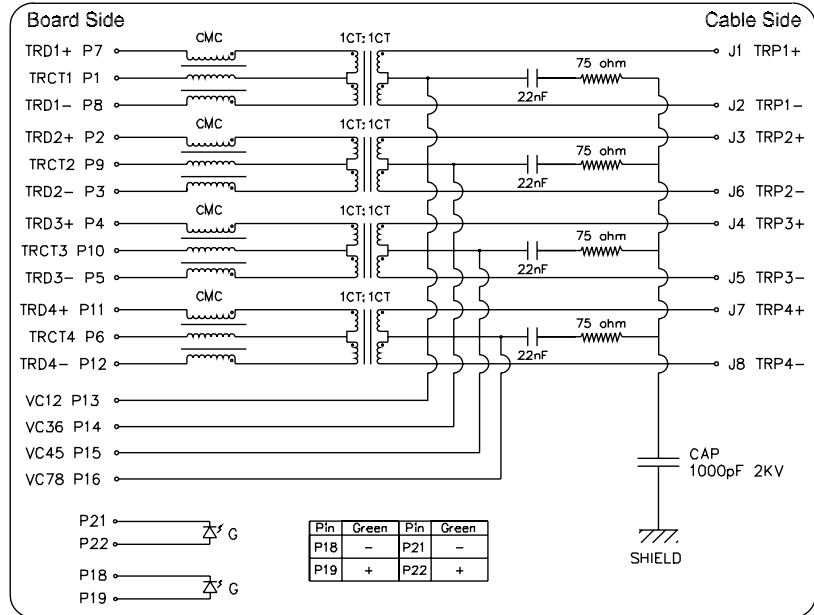 Board Side Cable Side
CMC 1CT:1CT
TRD1+ P7 J1 TRP1+
75 ohm
TRCT1 P1
22nF
TRD1- P8 J2 TRP1-
CMC 1CT:1CT
TRD2+ P2 J3 TRP2+
75 ohm
TRCT2 P9
22nF
TRD2- P3 J6 TRP2-
CMC 1CT:1CT
TRD3+ P4 J4 TRP3+
75 ohm
TRCT3 P10
22nF
TRD3- P5 J5 TRP3-
CMC 1CT:1CT
TRD4+ P11 J7 TRP4+
75 ohm
TRCT4 P6
22nF
TRD4- P12 J8 TRP4-
VC12 P13
VC36 P14
VC45 P15
VC78 P16
CAP
1000pF 2KV
SHIELD
P21
G
P22
P18
G
P19
Pin Green Pin Green
P18 - P21 -
P19 + P22 +